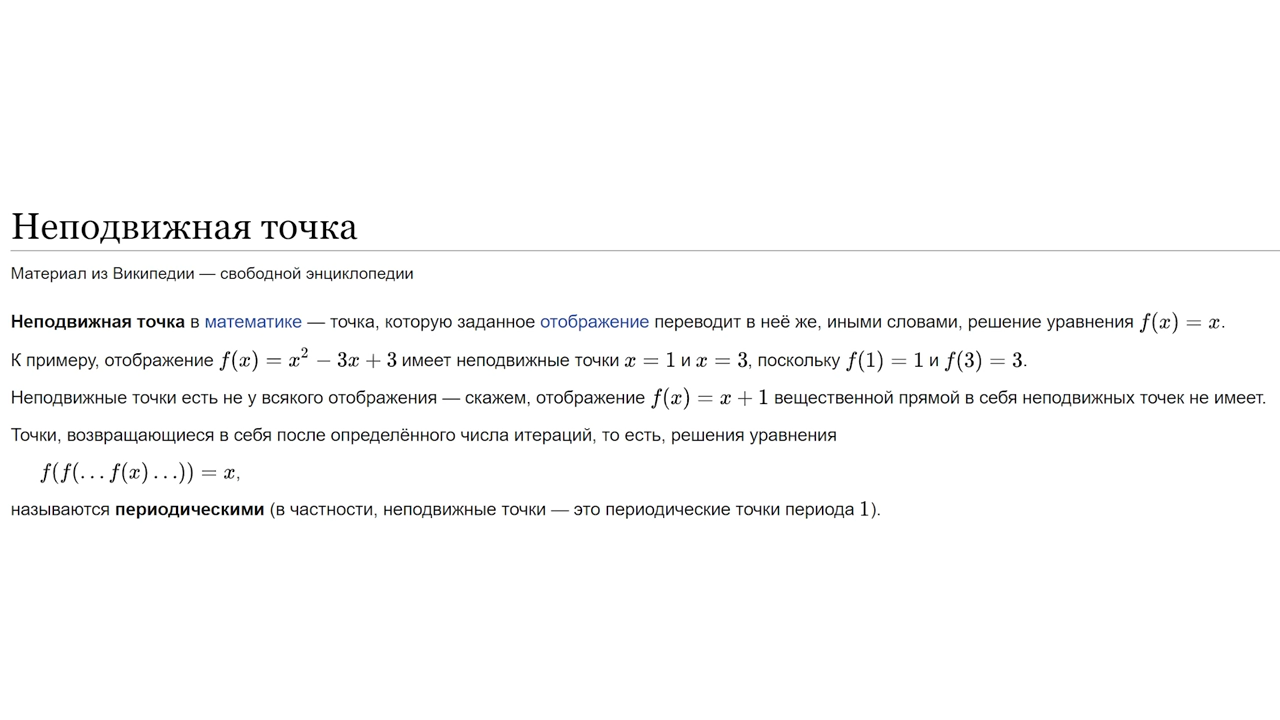 Неподвижная точка
Материал из Википедии — свободной энциклопедии
Неподвижная точка в математике — точка, которую заданное отображение переводит в неё же, иными словами, решение уравнения f(x) = x.
К примеру, отображение f(x) = x² − 3x + 3 имеет неподвижные точки x = 1 и x = 3, поскольку f(1) = 1 и f(3) = 3.
Неподвижные точки есть не у всякого отображения — скажем, отображение f(x) = x + 1 вещественной прямой в себя неподвижных точек не имеет.
Точки, возвращающиеся в себя после определённого числа итераций, то есть, решения уравнения
f(f(…f(x)…)) = x,
называются периодическими (в частности, неподвижные точки — это периодические точки периода 1).